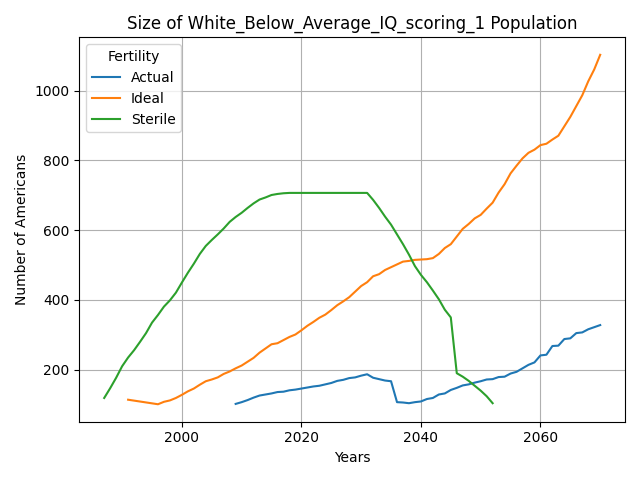 Size of White_Below_Average_IQ_scoring_1 Population
Fertility
Actual
Ideal
Sterile
Number of Americans
1000
800
600
400
200
2000
2020
2040
2060
Years